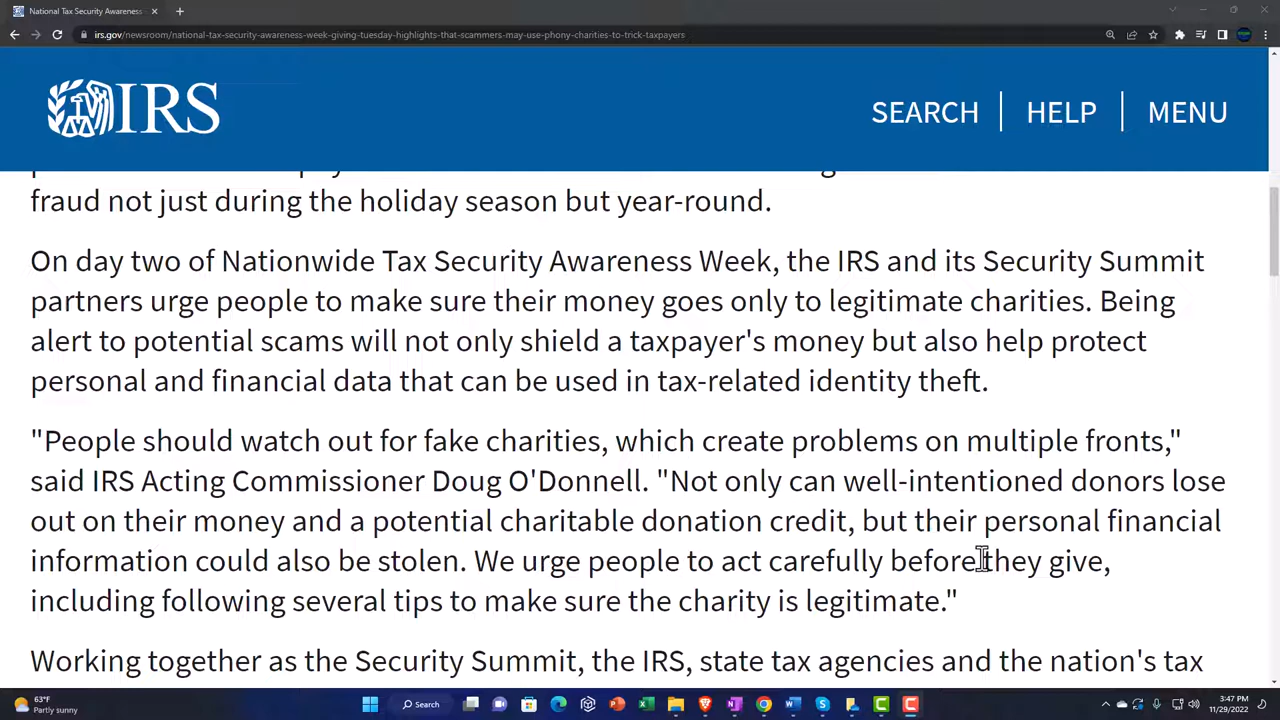 National Tax Security Awareness
irs.gov/newsroom/national-tax-security-awareness-week-giving-tuesday-highlights-that-scammers-may-use-phony-charities-to-trick-taxpayers
IRS
SEARCH
HELP
MENU
fraud not just during the holiday season but year-round.
On day two of Nationwide Tax Security Awareness Week, the IRS and its Security Summit
partners urge people to make sure their money goes only to legitimate charities. Being
alert to potential scams will not only shield a taxpayer's money but also help protect
personal and financial data that can be used in tax-related identity theft.
"People should watch out for fake charities, which create problems on multiple fronts,"
said IRS Acting Commissioner Doug O'Donnell. "Not only can well-intentioned donors lose
out on their money and a potential charitable donation credit, but their personal financial
information could also be stolen. We urge people to act carefully before they give,
including following several tips to make sure the charity is legitimate."
Working together as the Security Summit, the IRS, state tax agencies and the nation's tax
63°F
Partly sunny
Search
3:47 PM
11/29/2022